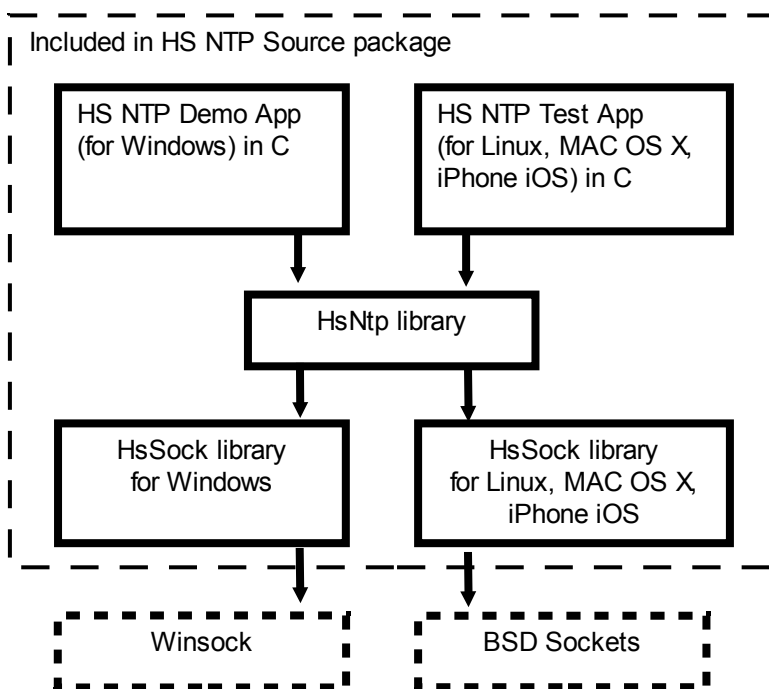 Included in HS NTP Source package
HS NTP Demo App
(for Windows) in C
HS NTP Test App
(for Linux, MAC OS X,
iPhone iOS) in C
HsNtp library
HsSock library
for Windows
HsSock library
for Linux, MAC OS X,
iPhone iOS
Winsock
BSD Sockets